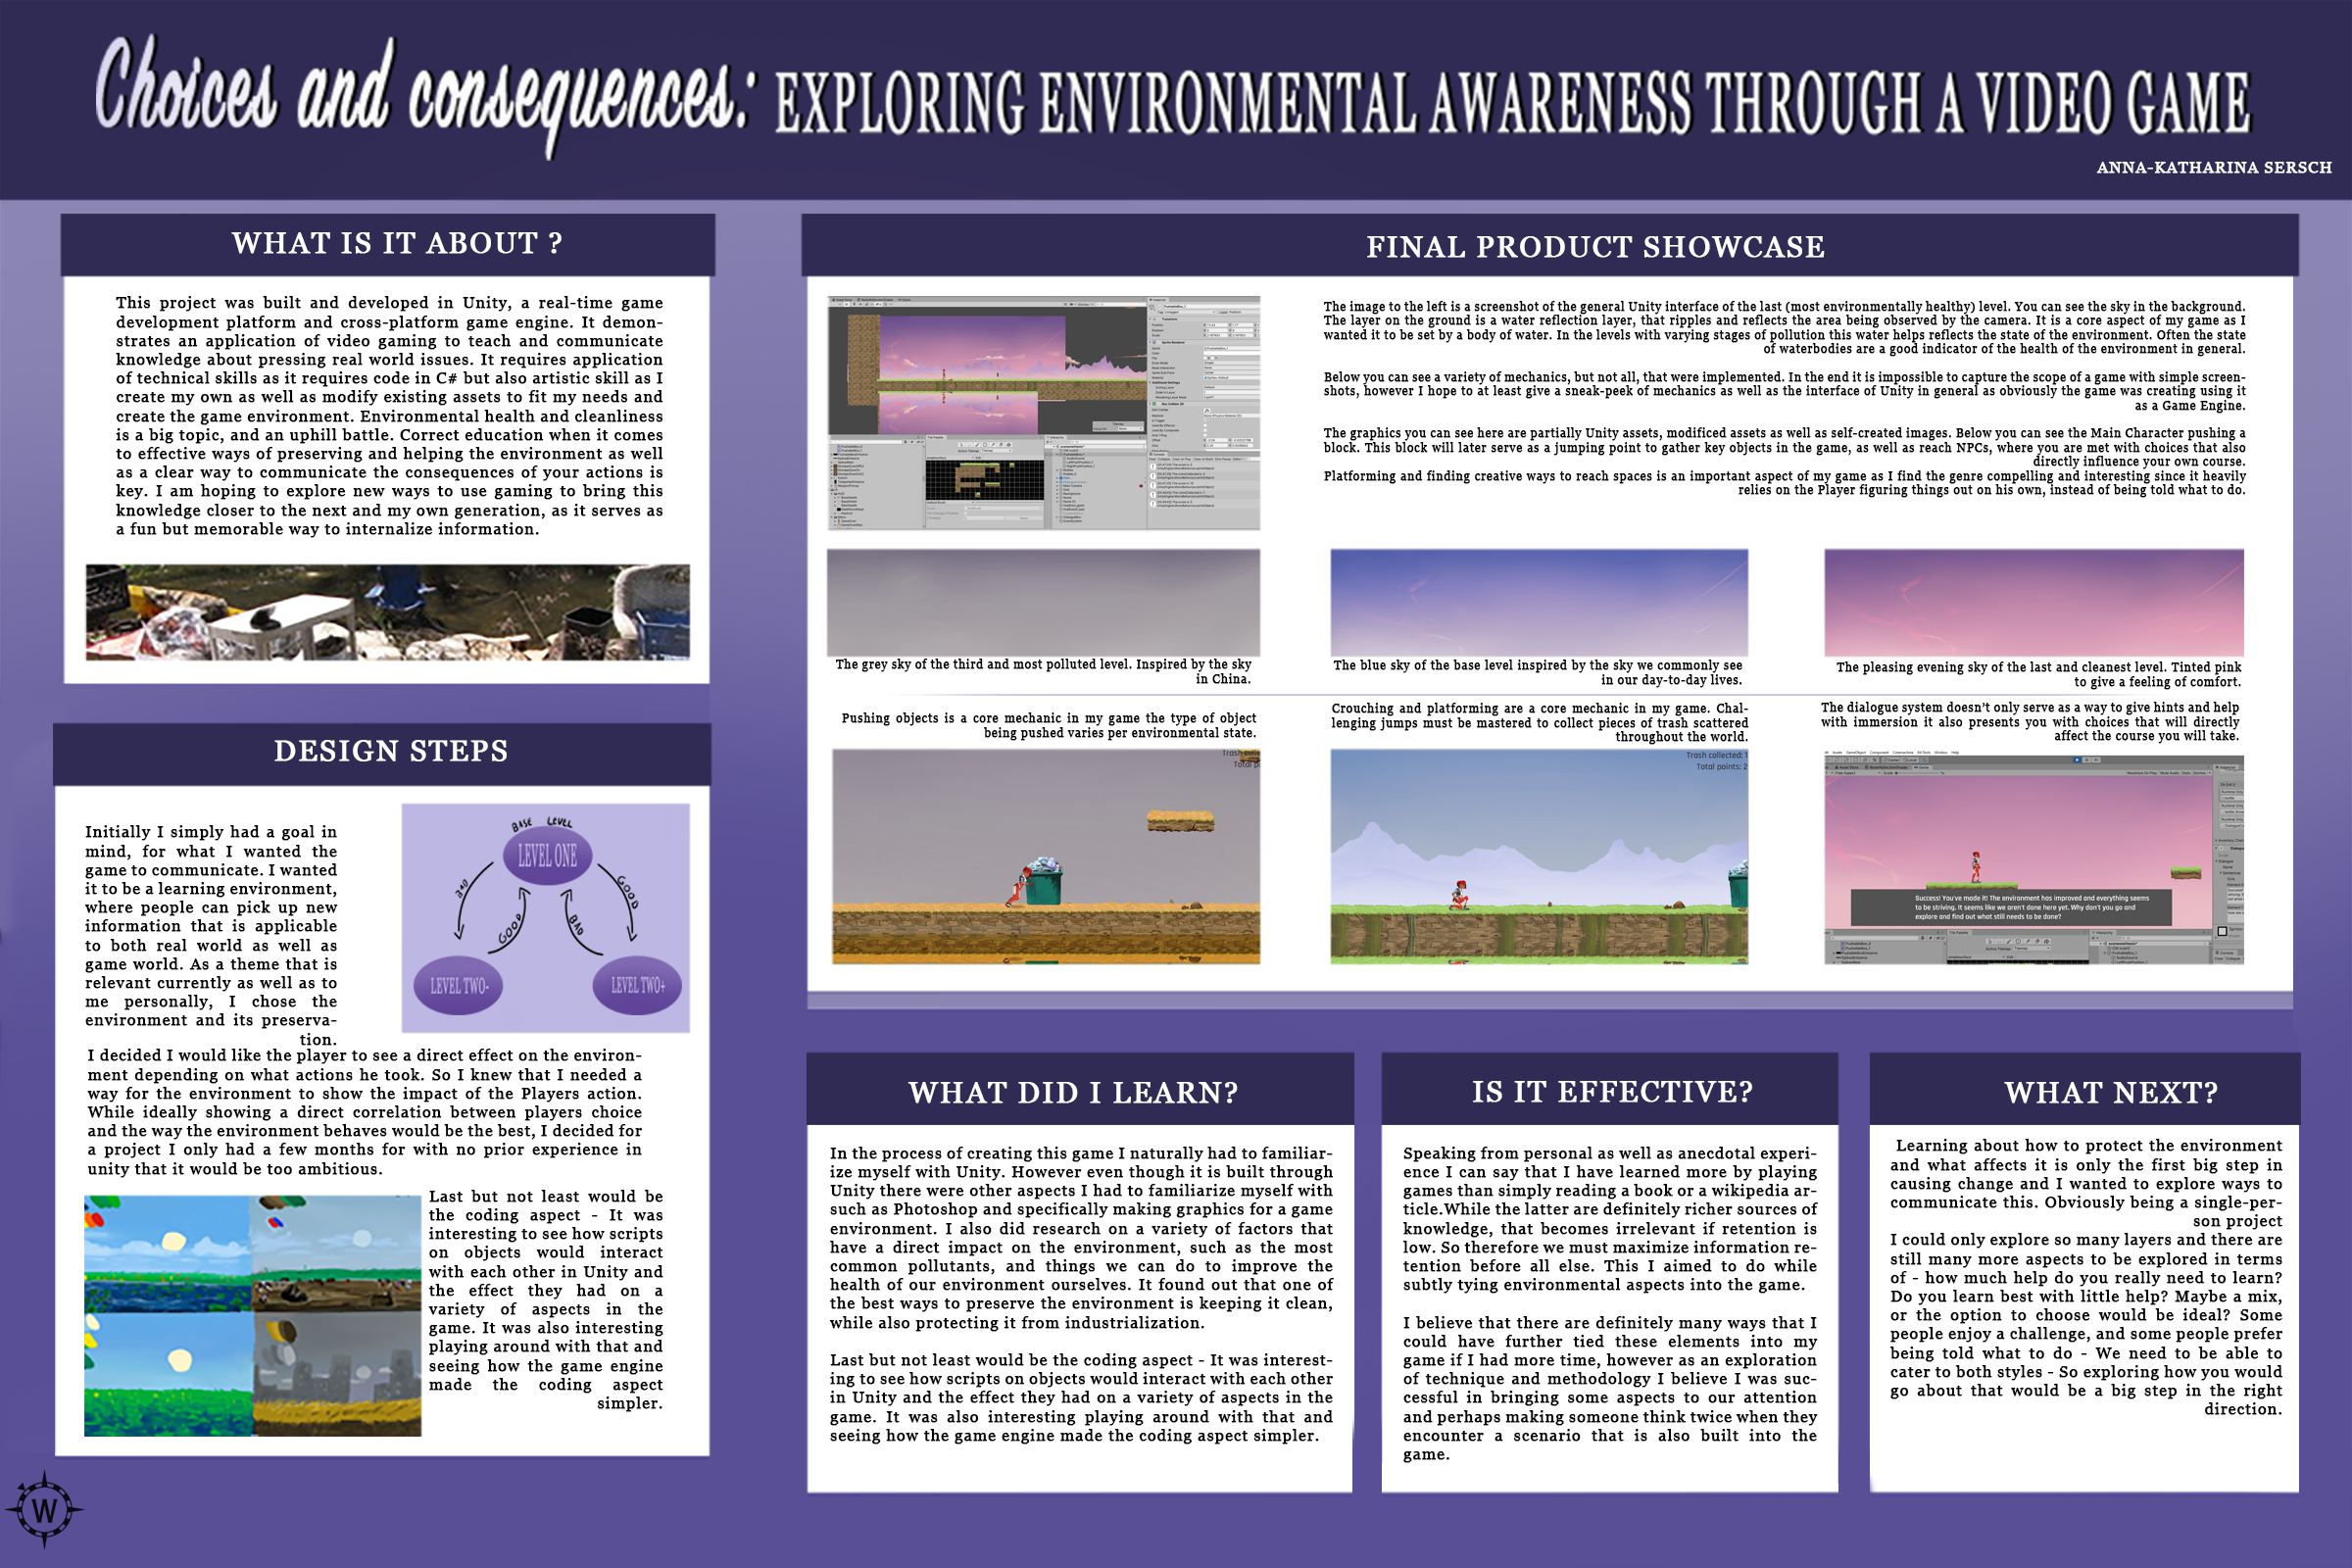 Choices and consequences: EXPLORING ENVIRONMENTAL AWARENESS THROUGH A VIDEO GAME
ANNA-KATHARINA SERSCH
WHAT IS IT ABOUT ?
This project was built and developed in Unity, a real-time game
development platform and cross-platform game engine. It demon-
strates an application of video gaming to teach and communicate
knowledge about pressing real world issues. It requires application
of technical skills as it requires code in C# but also artistic skill as I
create my own as well as modify existing assets to fit my needs and
create the game environment. Environmental health and cleanliness
is a big topic, and an uphill battle. Correct education when it comes
to effective ways of preserving and helping the environment as well
as a clear way to communicate the consequences of your actions is
key. I am hoping to explore new ways to use gaming to bring this
knowledge closer to the next and my own generation, as it serves as
a fun but memorable way to internalize information.
DESIGN STEPS
Initially I simply had a goal in
mind, for what I wanted the
game to communicate. I wanted
it to be a learning environment,
where people can pick up new
information that is applicable
to both real world as well as
game world. As a theme that is
relevant currently as well as to
me personally, I chose the
environment and its preserva-
tion.
BASE LEVEL
LEVEL ONE
BAD
GOOD
GOOD
BAD
LEVEL TWO-
LEVEL TWO+
I decided I would like the player to see a direct effect on the environ-
ment depending on what actions he took. So I knew that I needed a
way for the environment to show the impact of the Players action.
While ideally showing a direct correlation between players choice
and the way the environment behaves would be the best, I decided for
a project I only had a few months for with no prior experience in
unity that it would be too ambitious.
Last but not least would be
the coding aspect - It was
interesting to see how scripts
on objects would interact
with each other in Unity and
the effect they had on a
variety of aspects in the
game. It was also interesting
playing around with that and
seeing how the game engine
made the coding aspect
simpler.
W
FINAL PRODUCT SHOWCASE
The image to the left is a screenshot of the general Unity interface of the last (most environmentally healthy) level. You can see the sky in the background.
The layer on the ground is a water reflection layer, that ripples and reflects the area being observed by the camera. It is a core aspect of my game as I
wanted it to be set by a body of water. In the levels with varying stages of pollution this water helps reflects the state of the environment. Often the state
of waterbodies are a good indicator of the health of the environment in general.
Below you can see a variety of mechanics, but not all, that were implemented. In the end it is impossible to capture the scope of a game with simple screen-
shots, however I hope to at least give a sneak-peek of mechanics as well as the interface of Unity in general as obviously the game was creating using it
as a Game Engine.
The graphics you can see here are partially Unity assets, modificed assets as well as self-created images. Below you can see the Main Character pushing a
block. This block will later serve as a jumping point to gather key objects in the game, as well as reach NPCs, where you are met with choices that also
directly influence your own course.
Platforming and finding creative ways to reach spaces is an important aspect of my game as I find the genre compelling and interesting since it heavily
relies on the Player figuring things out on his own, instead of being told what to do.
The grey sky of the third and most polluted level. Inspired by the sky
in China.
The blue sky of the base level inspired by the sky we commonly see
in our day-to-day lives.
The pleasing evening sky of the last and cleanest level. Tinted pink
to give a feeling of comfort.
Pushing objects is a core mechanic in my game the type of object
being pushed varies per environmental state.
Crouching and platforming are a core mechanic in my game. Chal-
lenging jumps must be mastered to collect pieces of trash scattered
throughout the world.
The dialogue system doesn't only serve as a way to give hints and help
with immersion it also presents you with choices that will directly
affect the course you will take.
Trash colle
Total p
Trash collected: 1
Total points: 2
Success! You've made it! The environment has improved and everything seems
to be striving. It seems like we aren't done here yet. Why don't you go and
explore and find out what still needs to be done?
WHAT DID I LEARN?
In the process of creating this game I naturally had to familiar-
ize myself with Unity. However even though it is built through
Unity there were other aspects I had to familiarize myself with
such as Photoshop and specifically making graphics for a game
environment. I also did research on a variety of factors that
have a direct impact on the environment, such as the most
common pollutants, and things we can do to improve the
health of our environment ourselves. It found out that one of
the best ways to preserve the environment is keeping it clean,
while also protecting it from industrialization.
Last but not least would be the coding aspect - It was interest-
ing to see how scripts on objects would interact with each other
in Unity and the effect they had on a variety of aspects in the
game. It was also interesting playing around with that and
seeing how the game engine made the coding aspect simpler.
IS IT EFFECTIVE?
Speaking from personal as well as anecdotal experi-
ence I can say that I have learned more by playing
games than simply reading a book or a wikipedia ar-
ticle.While the latter are definitely richer sources of
knowledge, that becomes irrelevant if retention is
low. So therefore we must maximize information re-
tention before all else. This I aimed to do while
subtly tying environmental aspects into the game.
I believe that there are definitely many ways that I
could have further tied these elements into my
game if I had more time, however as an exploration
of technique and methodology I believe I was suc-
cessful in bringing some aspects to our attention
and perhaps making someone think twice when they
encounter a scenario that is also built into the
game.
WHAT NEXT?
Learning about how to protect the environment
and what affects it is only the first big step in
causing change and I wanted to explore ways to
communicate this. Obviously being a single-per-
son project
I could only explore so many layers and there are
still many more aspects to be explored in terms
of - how much help do you really need to learn?
Do you learn best with little help? Maybe a mix,
or the option to choose would be ideal? Some
people enjoy a challenge, and some people prefer
being told what to do - We need to be able to
cater to both styles - So exploring how you would
go about that would be a big step in the right
direction.